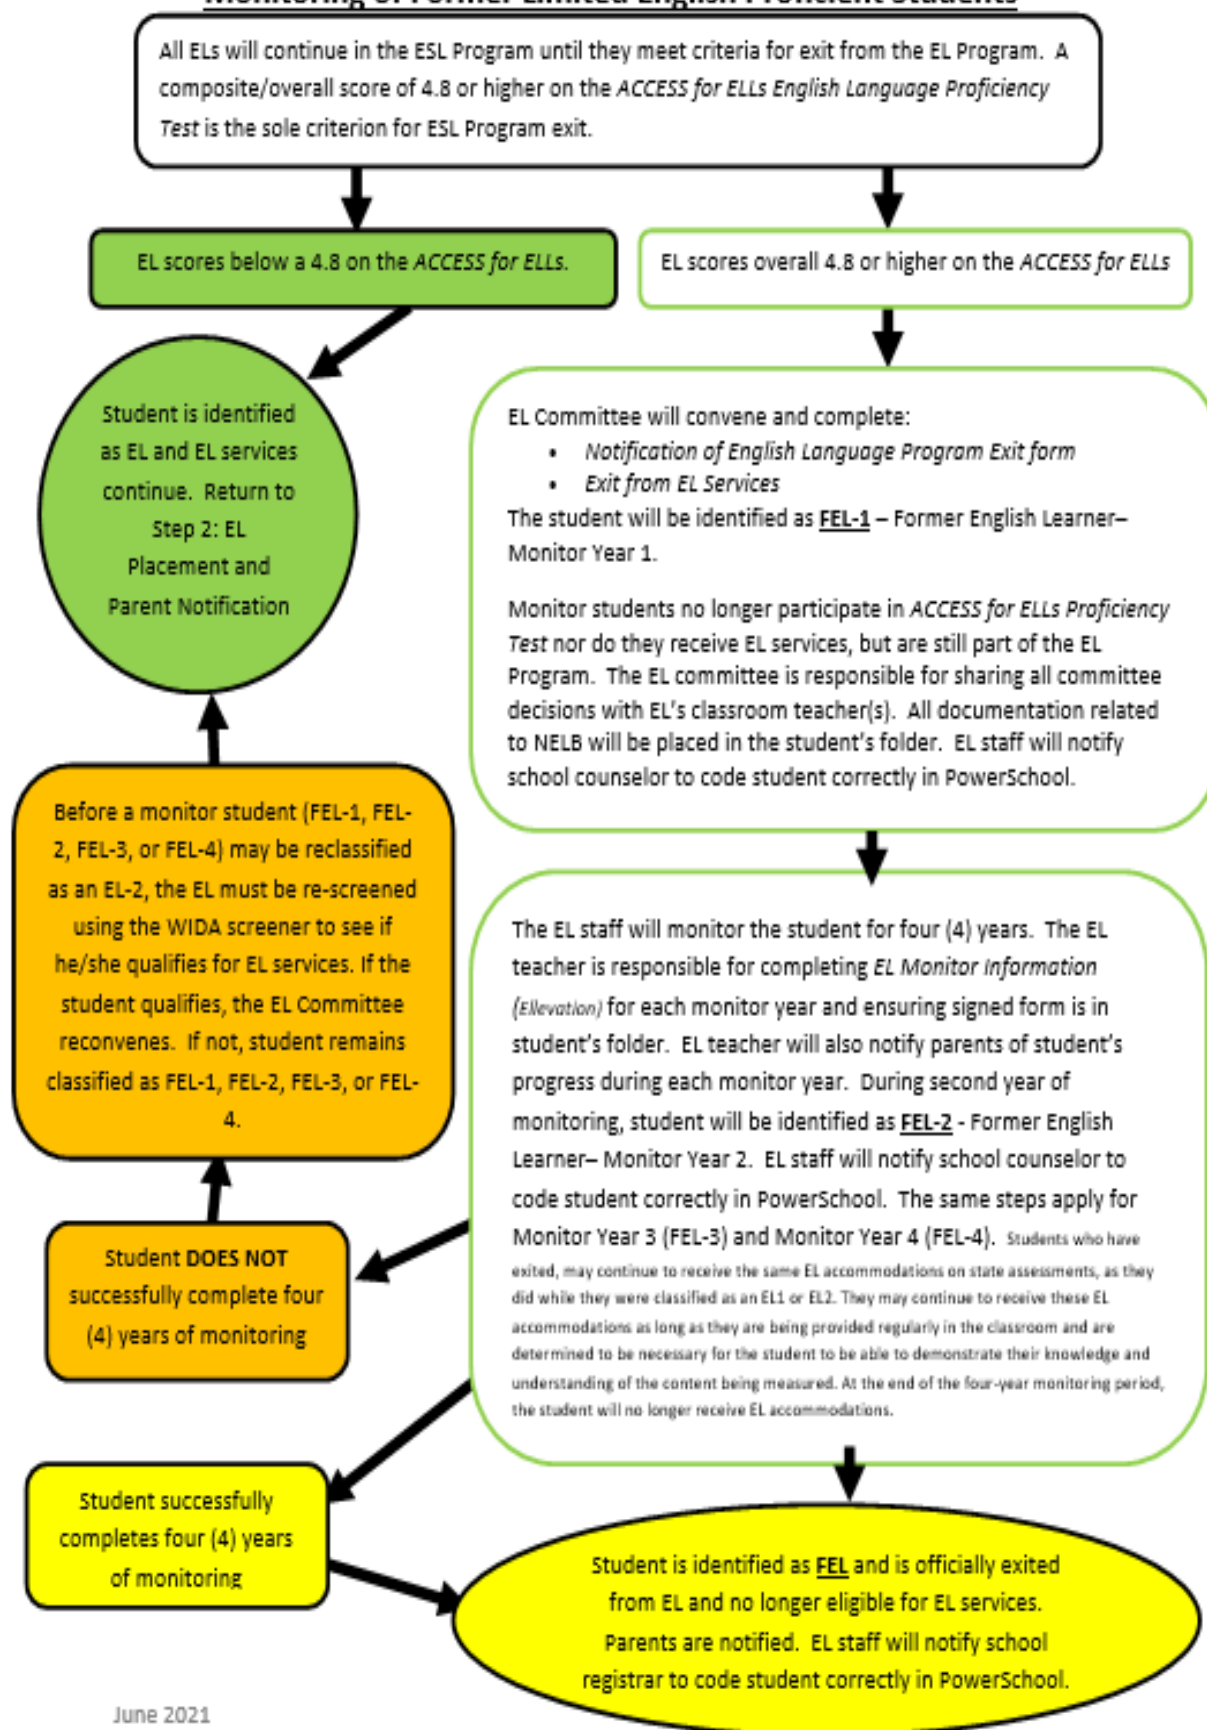 Monitoring of Former Limited English Proficient Students
All ELs will continue in the ESL Program until they meet criteria for exit from the EL Program.  A
composite/overall score of 4.8 or higher on the ACCESS for ELLs English Language Proficiency
Test is the sole criterion for ESL Program exit.
EL scores below a 4.8 on the ACCESS for ELLs.
EL scores overall 4.8 or higher on the ACCESS for ELLs
Student is identified
as EL and EL services
continue.  Return to
Step 2: EL
Placement and
Parent Notification
EL Committee will convene and complete:
• Notification of English Language Program Exit form
• Exit from EL Services
The student will be identified as FEL-1 – Former English Learner–
Monitor Year 1.
Monitor students no longer participate in ACCESS for ELLs Proficiency
Test nor do they receive EL services, but are still part of the EL
Program.  The EL committee is responsible for sharing all committee
decisions with EL's classroom teacher(s).  All documentation related
to NELB will be placed in the student's folder.  EL staff will notify
school counselor to code student correctly in PowerSchool.
Before a monitor student (FEL-1, FEL-
2, FEL-3, or FEL-4) may be reclassified
as an EL-2, the EL must be re-screened
using the WIDA screener to see if
he/she qualifies for EL services. If the
student qualifies, the EL Committee
reconvenes.  If not, student remains
classified as FEL-1, FEL-2, FEL-3, or FEL-
4.
The EL staff will monitor the student for four (4) years.  The EL
teacher is responsible for completing EL Monitor Information
(Ellevation) for each monitor year and ensuring signed form is in
student's folder.  EL teacher will also notify parents of student's
progress during each monitor year.  During second year of
monitoring, student will be identified as FEL-2 - Former English
Learner– Monitor Year 2.  EL staff will notify school counselor to
code student correctly in PowerSchool.  The same steps apply for
Monitor Year 3 (FEL-3) and Monitor Year 4 (FEL-4).  Students who have
exited, may continue to receive the same EL accommodations on state assessments, as they
did while they were classified as an EL1 or EL2. They may continue to receive these EL
accommodations as long as they are being provided regularly in the classroom and are
determined to be necessary for the student to be able to demonstrate their knowledge and
understanding of the content being measured. At the end of the four-year monitoring period,
the student will no longer receive EL accommodations.
Student DOES NOT
successfully complete four
(4) years of monitoring
Student successfully
completes four (4) years
of monitoring
Student is identified as FEL and is officially exited
from EL and no longer eligible for EL services.
Parents are notified.  EL staff will notify school
registrar to code student correctly in PowerSchool.
June 2021